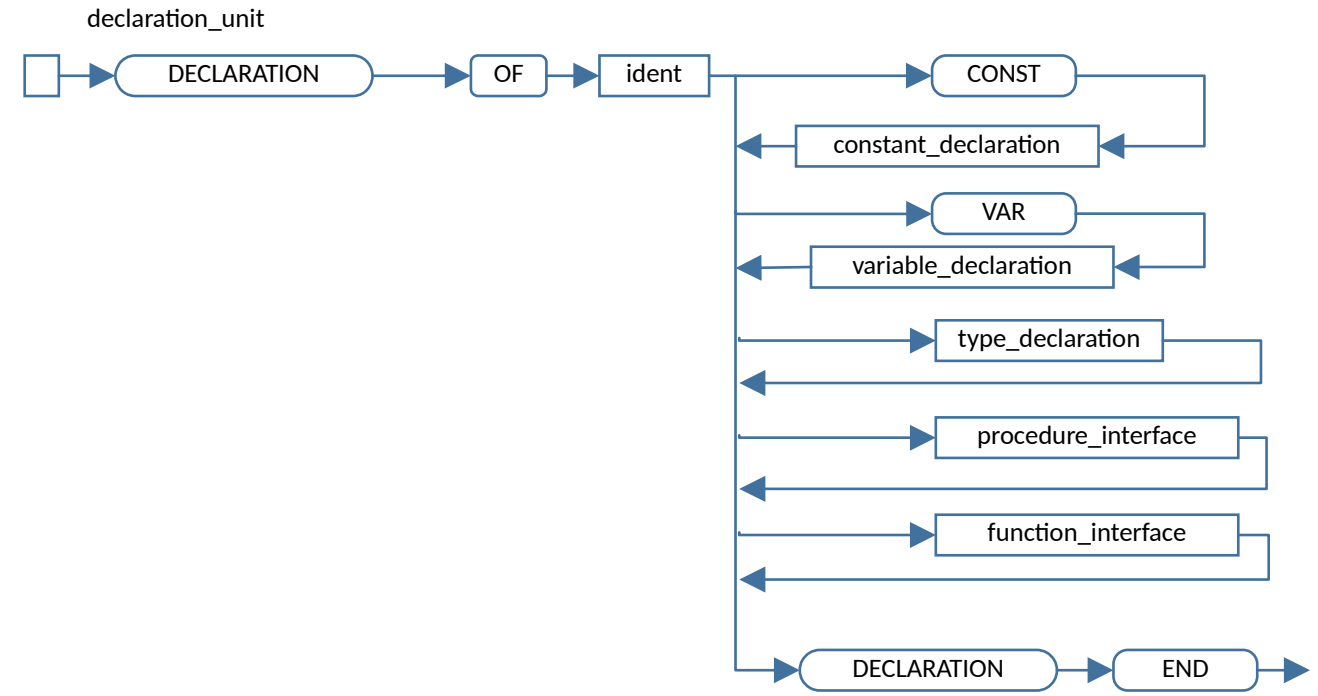 declaration_unit
DECLARATION
OF
ident
CONST
constant_declaration
VAR
variable_declaration
type_declaration
procedure_interface
function_interface
DECLARATION
END